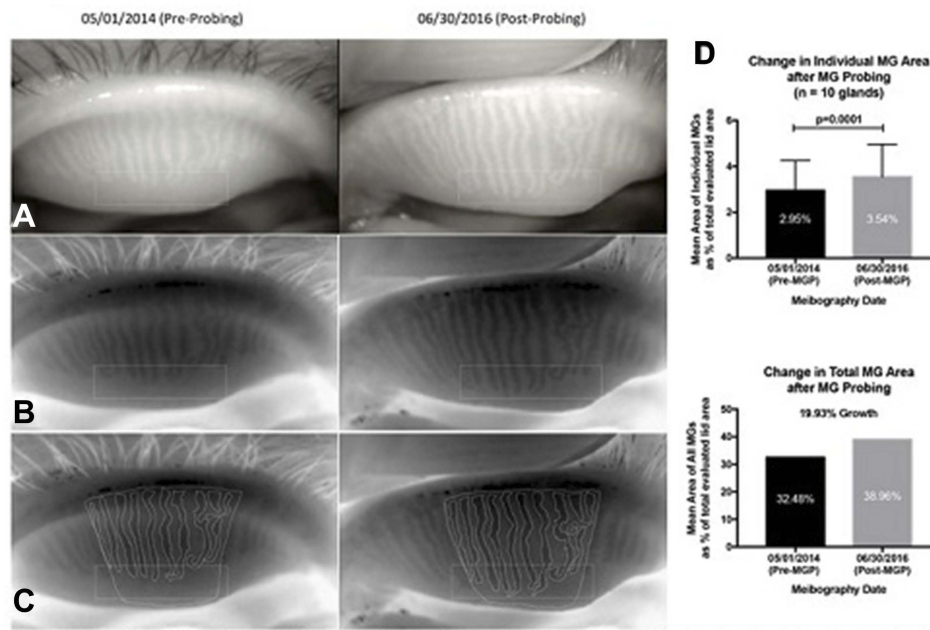 05/01/2014 (Pre-Probing)
06/30/2016 (Post-Probing)
A
B
C
D
Change in Individual MG Area
after MG Probing
(n = 10 glands)
p=0.0001
Mean Area of Individual MGs
as % of total evaluated lid area
6
4
2
0
2.95%
3.54%
05/01/2014
(Pre-MGP)
06/30/2016
(Post-MGP)
Meibography Date
Change in Total MG Area
after MG Probing
19.93% Growth
Mean Area of All MGs
as % of total evaluated lid area
50
40
30
20
10
0
32.48%
38.96%
05/01/2014
(Pre-MGP)
06/30/2016
(Post-MGP)
Meibography Date